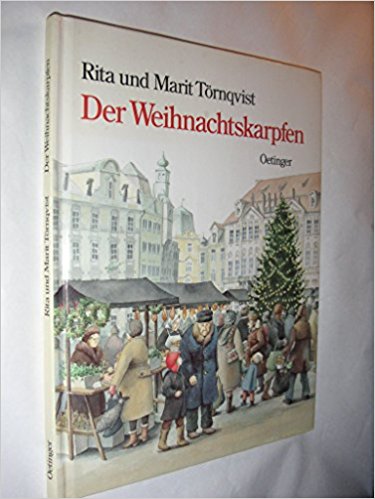 Rita und Marit Törnqvist
Der Weihnachtskarpfen
Oetinger
Oetinger Rita und Marit Törnqvist Der Weihnachtskarpfen